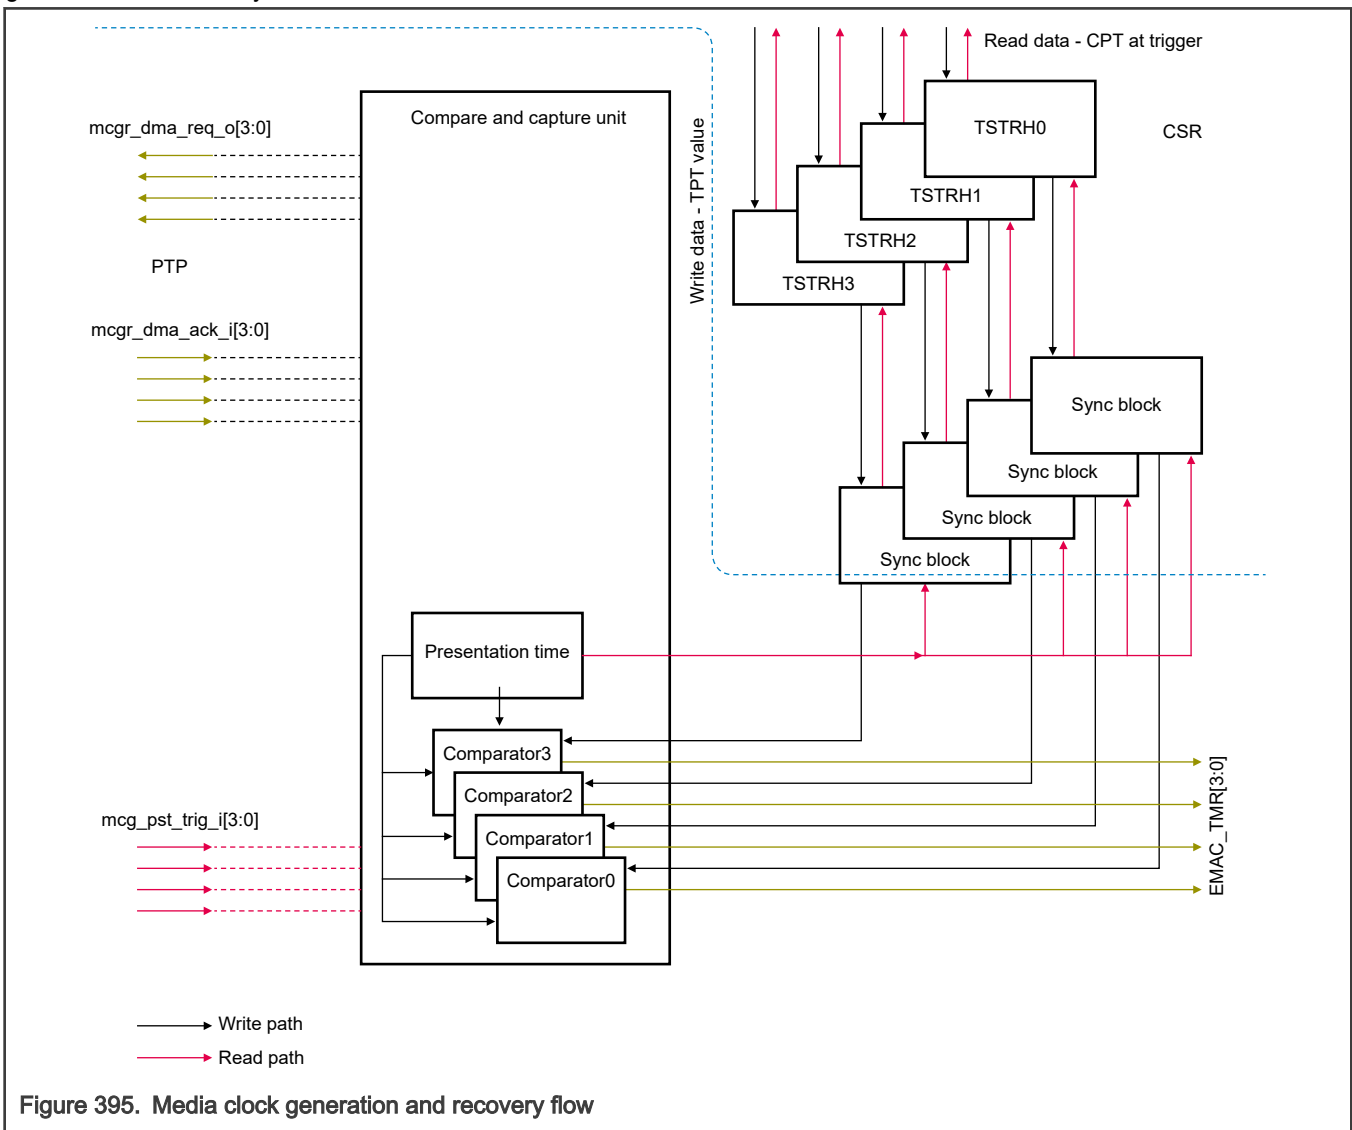 Read data - CPT at trigger
Compare and capture unit
mcgr_dma_req_o[3:0]
TSTRH0
CSR
Write data - TPT value
TSTRH1
TSTRH2
PTP
TSTRH3
mcgr_dma_ack_i[3:0]
Sync block
Sync block
Sync block
Sync block
Presentation time
Comparator3
Comparator2
mcg_pst_trig_i[3:0]
Comparator1
EMAC_TMR[3:0]
Comparator0
Write path
Read path
Figure 395. Media clock generation and recovery flow